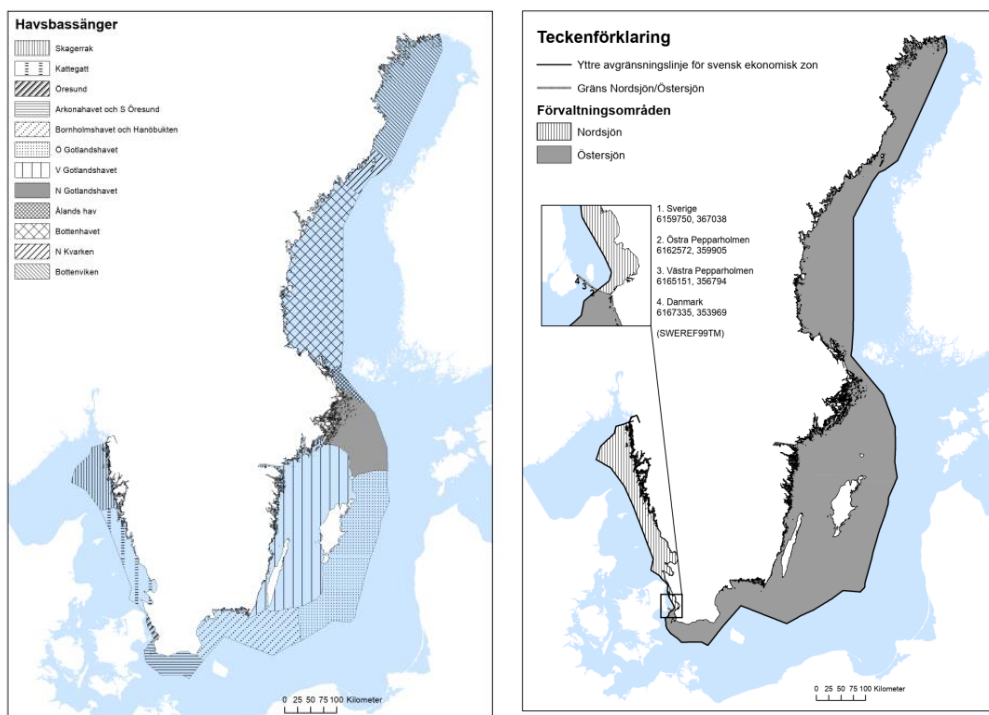 Havsbassänger
Skagerrak
Kattegatt
Öresund
Arkonahavet och S Öresund
Bornholmshavet och Hanöbukten
Ö Gotlandshavet
V Gotlandshavet
N Gotlandshavet
Ålands hav
Bottenhavet
N Kvarken
Bottenviken
0 25 50 75 100 Kilometer
Teckenförklaring
Yttre avgränsningslinje för svensk ekonomisk zon
Gräns Nordsjön/Östersjön
Förvaltningsområden
Nordsjön
Östersjön
1. Sverige
6159750, 367038
2. Östra Pepparholmen
6162572, 359905
3. Västra Pepparholmen
6165151, 356794
4. Danmark
6167335, 353969
(SWEREF99TM)
4
3
2
0 25 50 75 100 Kilometer